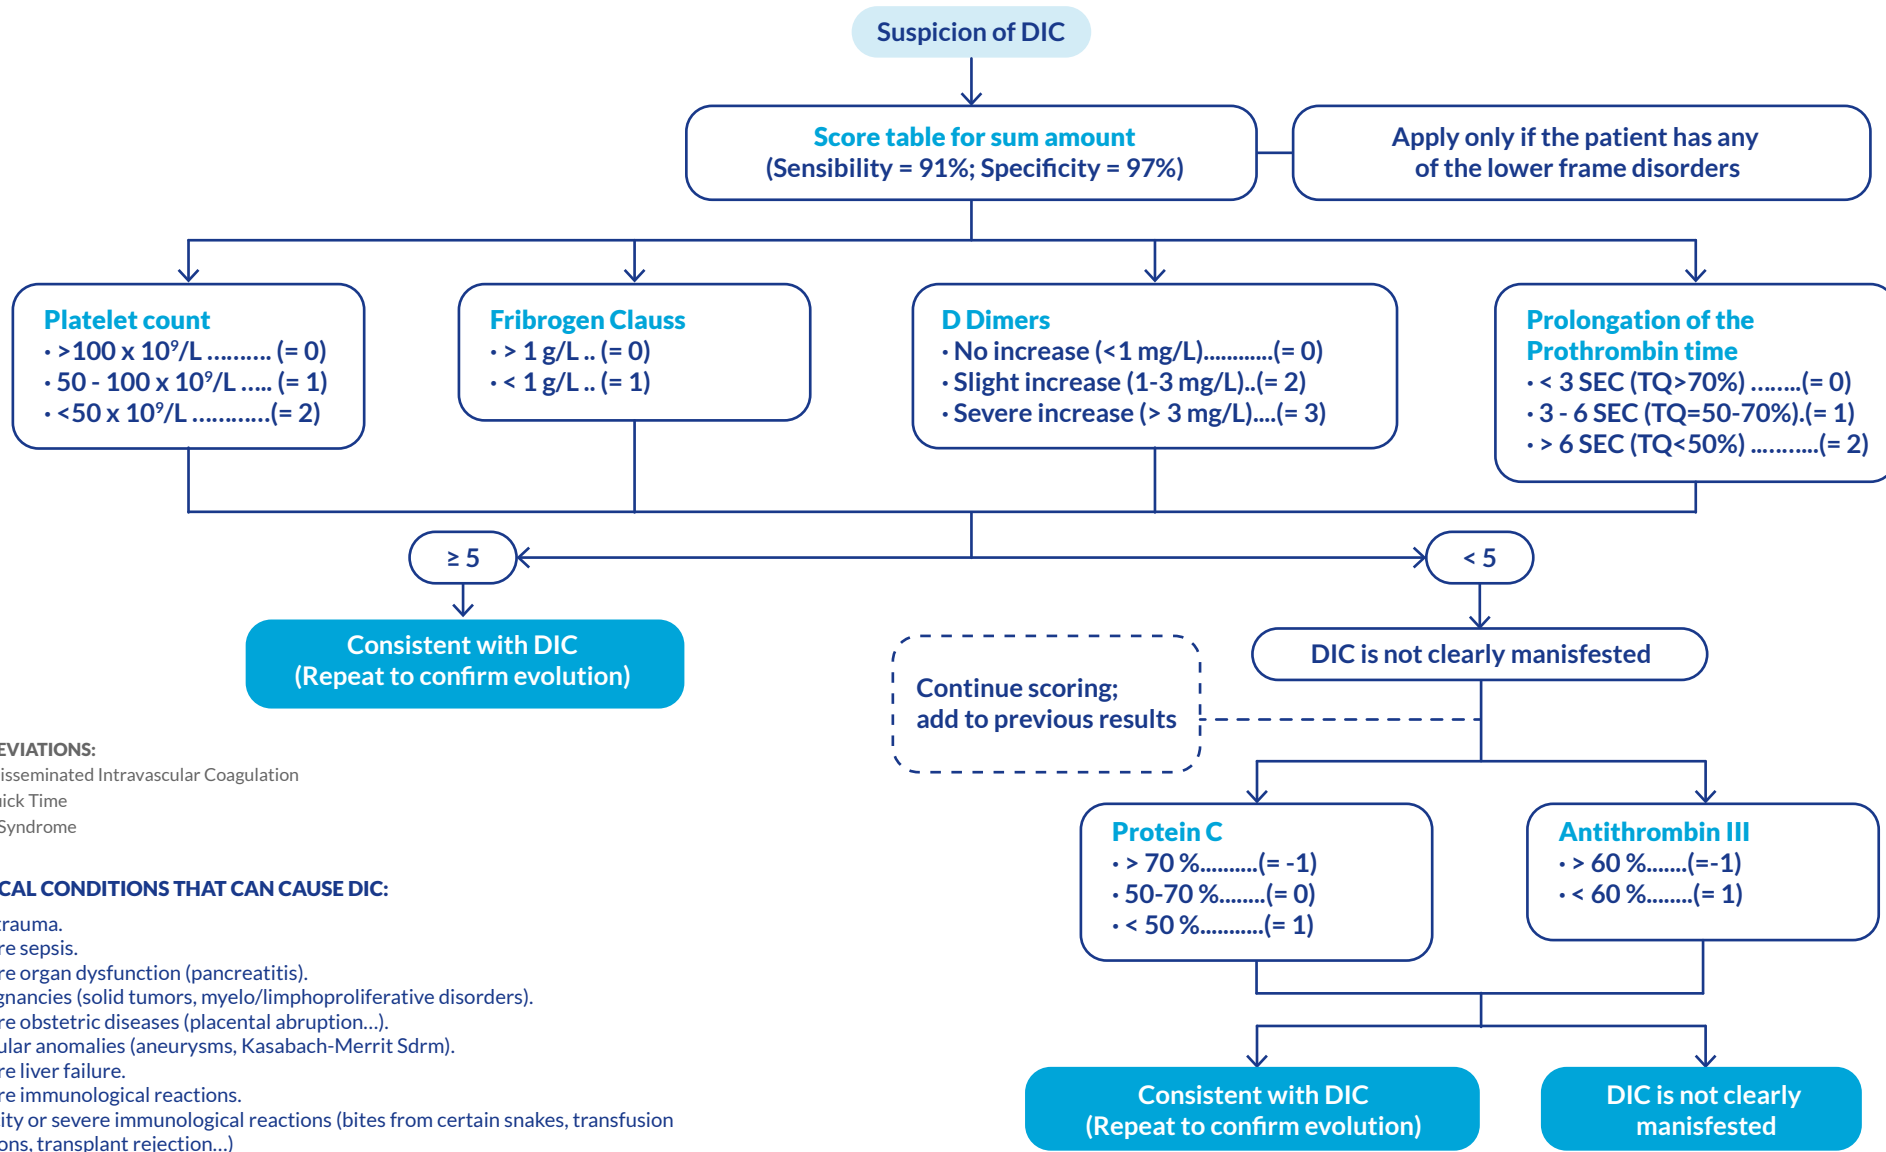 Suspicion of DIC
Score table for sum amount
(Sensibility = 91%; Specificity = 97%)
Apply only if the patient has any
of the lower frame disorders
Platelet count
· >100 x 10⁹/L .......... (= 0)
· 50 - 100 x 10⁹/L ..... (= 1)
· <50 x 10⁹/L ............(= 2)
Fribrogen Clauss
· > 1 g/L .. (= 0)
· < 1 g/L .. (= 1)
D Dimers
· No increase (<1 mg/L)............(= 0)
· Slight increase (1-3 mg/L)..(= 2)
· Severe increase (> 3 mg/L)....(= 3)
Prolongation of the
Prothrombin time
· < 3 SEC (TQ>70%) ........(= 0)
· 3 - 6 SEC (TQ=50-70%).(= 1)
· > 6 SEC (TQ<50%) ..........(= 2)
≥ 5
< 5
Consistent with DIC
(Repeat to confirm evolution)
DIC is not clearly manisfested
Continue scoring;
add to previous results
Protein C
· > 70 %..........(= -1)
· 50-70 %........(= 0)
· < 50 %...........(= 1)
Antithrombin III
· > 60 %.......(=-1)
· < 60 %........(= 1)
Consistent with DIC
(Repeat to confirm evolution)
DIC is not clearly
manisfested
EVIATIONS:
isseminated Intravascular Coagulation
uick Time
Syndrome
CAL CONDITIONS THAT CAN CAUSE DIC:
trauma.
re sepsis.
re organ dysfunction (pancreatitis).
gnancies (solid tumors, myelo/limphoproliferative disorders).
re obstetric diseases (placental abruption...).
ular anomalies (aneurysms, Kasabach-Merrit Sdrm).
re liver failure.
re immunological reactions.
city or severe immunological reactions (bites from certain snakes, transfusion
ons, transplant rejection...)